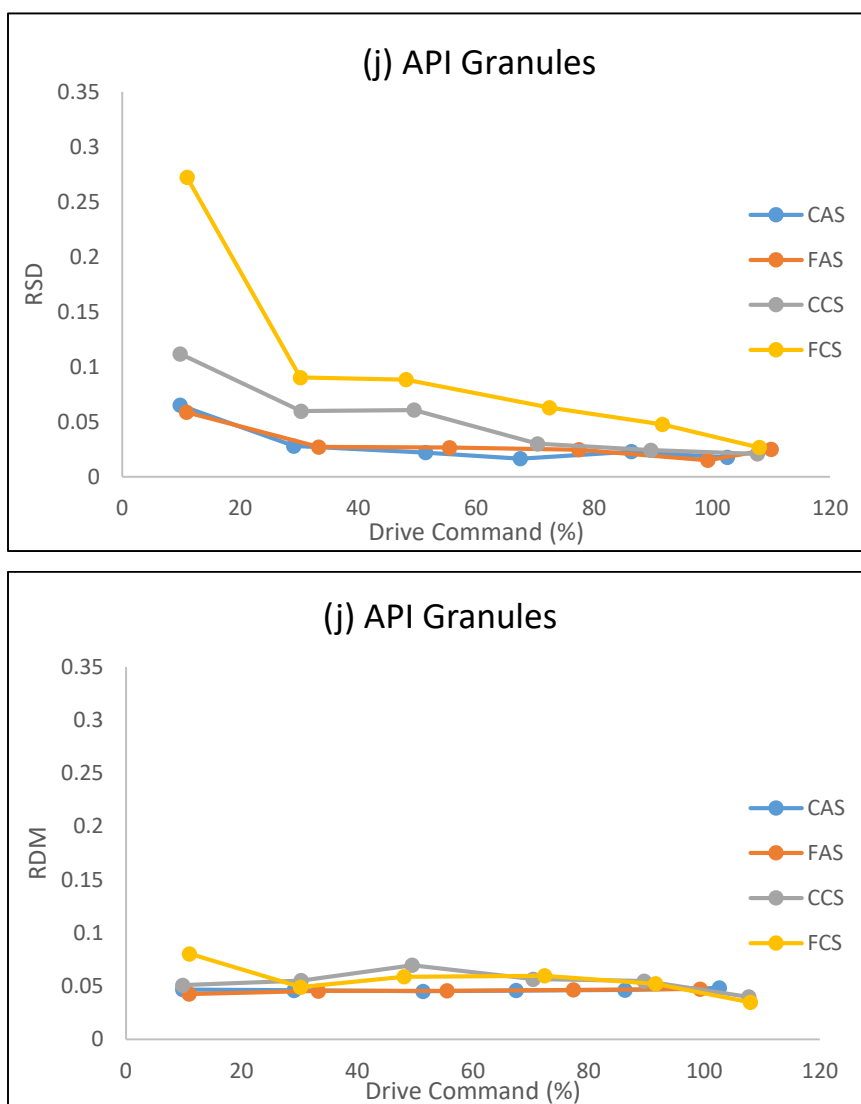 (j) API Granules
0.35
0.3
0.25
0.2
0.15
0.1
0.05
0
RSD
CAS
FAS
CCS
FCS
0 20 40 60 80 100 120
Drive Command (%)
(j) API Granules
0.35
0.3
0.25
0.2
0.15
0.1
0.05
0
RDM
CAS
FAS
CCS
FCS
0 20 40 60 80 100 120
Drive Command (%)